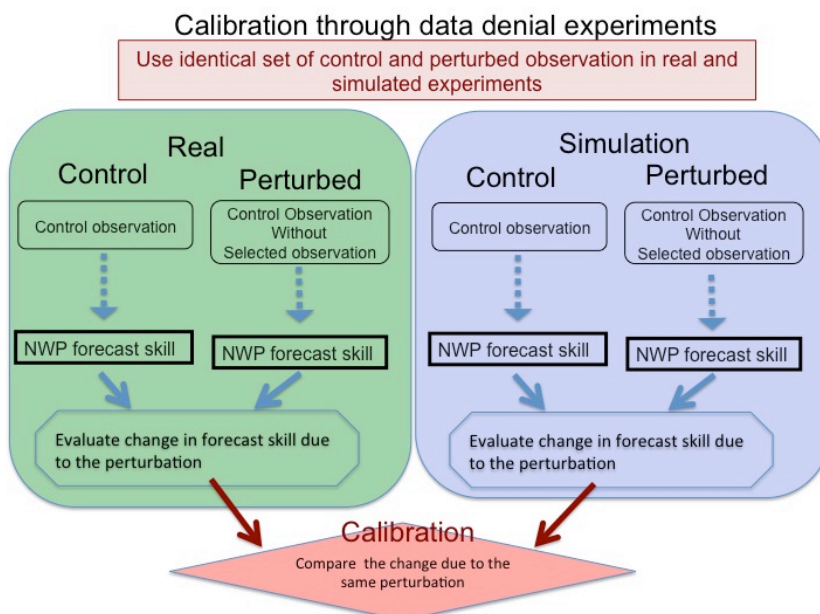 Calibration through data denial experiments
Use identical set of control and perturbed observation in real and
simulated experiments
Real
Control
Perturbed
Control observation
Control Observation
Without
Selected observation
NWP forecast skill
NWP forecast skill
Evaluate change in forecast skill due
to the perturbation
Simulation
Control
Perturbed
Control observation
Control Observation
Without
Selected observation
NWP forecast skill
NWP forecast skill
Evaluate change in forecast skill due
to the perturbation
Calibration
Compare the change due to the
same perturbation